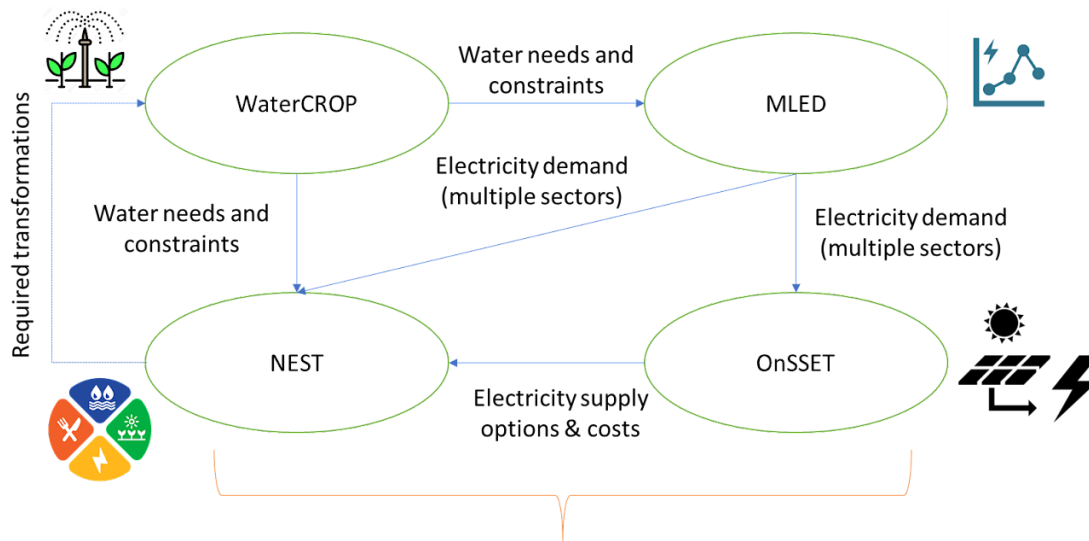 Water needs and
constraints
WaterCROP
MLED
Electricity demand
(multiple sectors)
Water needs and
constraints
Electricity demand
(multiple sectors)
Required transformations
NEST
OnSSET
Electricity supply
options & costs